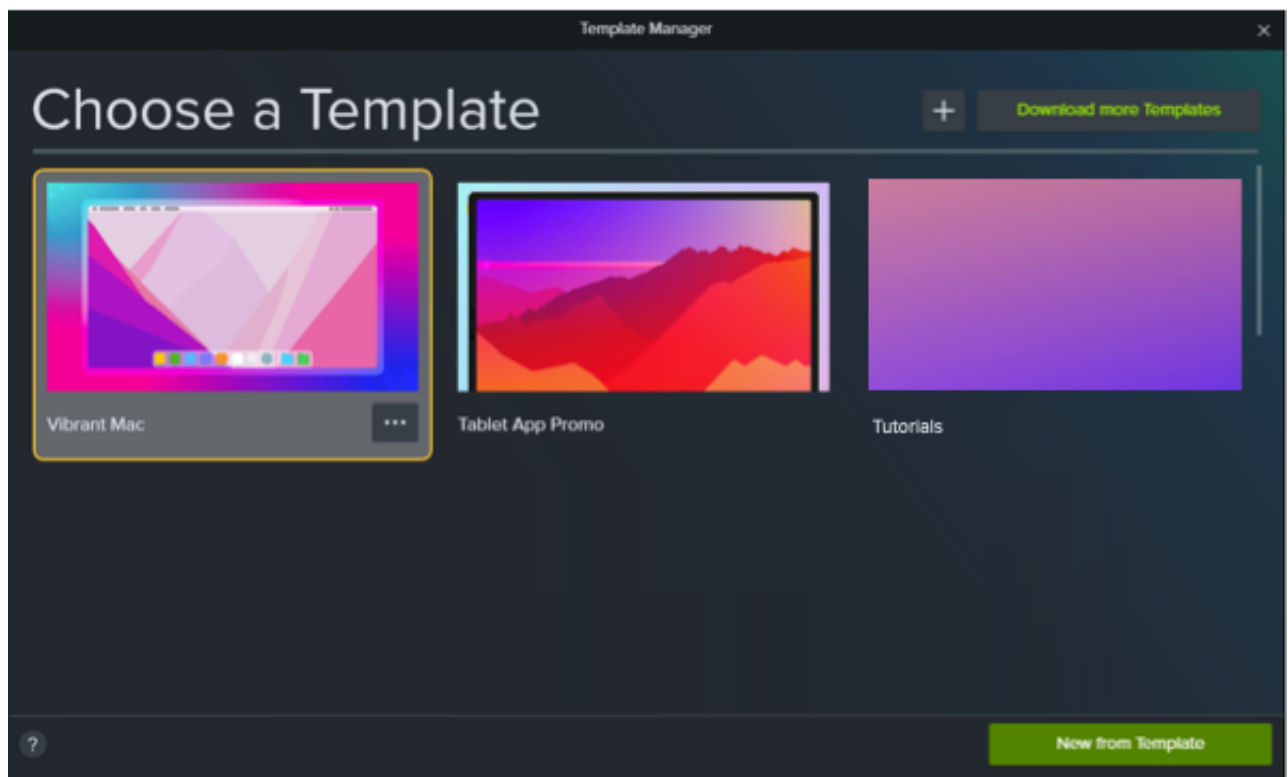 Template Manager
Choose a Template
Download more Templates
Vibrant Mac
Tablet App Promo
Tutorials
?
New from Template